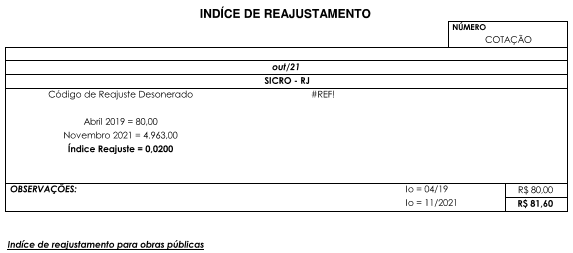 INDÍCE DE REAJUSTAMENTO
NÚMERO
COTAÇÃO
out/21
SICRO - RJ
Código de Reajuste Desonerado #REF!
Abril 2019 = 80,00
Novembro 2021 = 4.963,00
Índice Reajuste = 0,0200
OBSERVAÇÕES: Io = 04/19 R$ 80,00
Io = 11/2021 R$ 81,60
Indíce de reajustamento para obras públicas